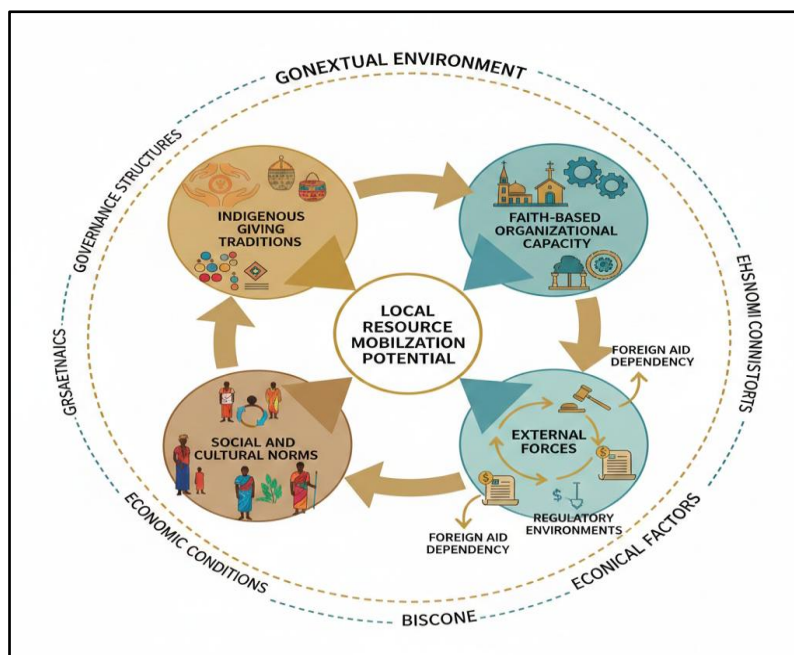 GONEXTUAL ENVIRONMENT
GOVERNANCE STRUCTURES
GRSAETNAICS
ECONOMIC CONDITIONS
BISCONE
ECONICAL FACTORS
EHSNOMI CONNISTORTS
INDIGENOUS
GIVING
TRADITIONS
FAITH-BASED
ORGANIZATIONAL
CAPACITY
LOCAL
RESOURCE
MOBILZATION
POTENTIAL
SOCIAL AND
CULTURAL NORMS
EXTERNAL
FORCES
REGULATORY
ENVIRONMENTS
FOREIGN AID
DEPENDENCY
FOREIGN AID
DEPENDENCY
$
$
$